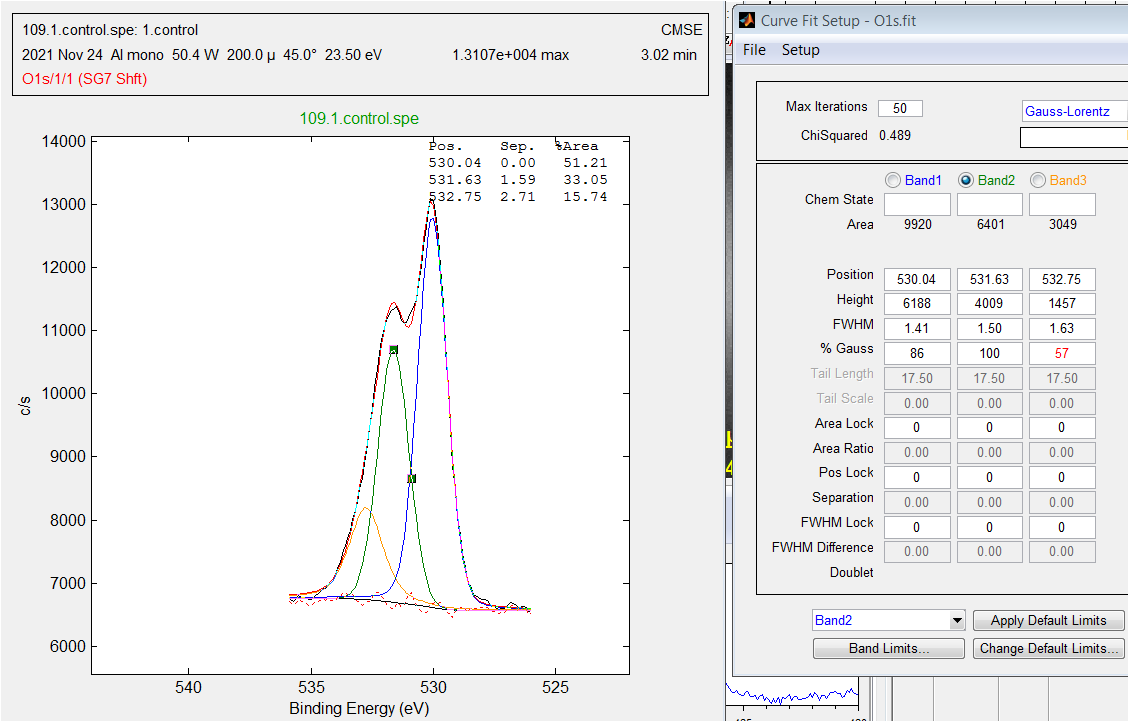 109.1.control.spe: 1.control CMSE
2021 Nov 24 Al mono 50.4 W 200.0 µ 45.0° 23.50 eV 1.3107e+004 max 3.02 min
O1s/1/1 (SG7 Shft)
109.1.control.spe
Pos. Sep. %Area
530.04 0.00 51.21
531.63 1.59 33.05
532.75 2.71 15.74
14000
13000
12000
11000
10000
9000
8000
7000
6000
c/s
540 535 530 525
Binding Energy (eV)
Curve Fit Setup - O1s.fit
File Setup
Max Iterations 50 Gauss-Lorentz
ChiSquared 0.489
Band1 Band2 Band3
Chem State
Area 9920 6401 3049
Position 530.04 531.63 532.75
Height 6188 4009 1457
FWHM 1.41 1.50 1.63
% Gauss 86 100 57
Tail Length 17.50 17.50 17.50
Tail Scale 0.00 0.00 0.00
Area Lock 0 0 0
Area Ratio 0.00 0.00 0.00
Pos Lock 0 0 0
Separation 0.00 0.00 0.00
FWHM Lock 0 0 0
FWHM Difference 0.00 0.00 0.00
Doublet
Band2 Apply Default Limits
Band Limits... Change Default Limits...